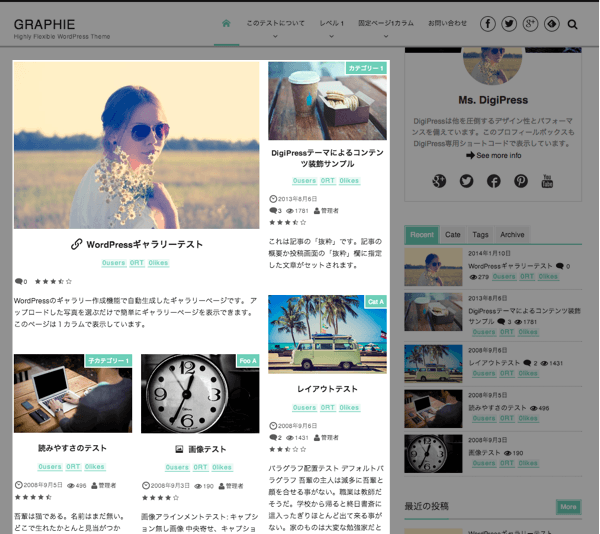 GRAPHIE
Highly Flexible WordPress Theme
このテストについて
レベル 1
固定ページ1カラム
お問い合わせ
WordPressギャラリーテスト
0users 0RT 0likes
0
WordPressのギャラリー作成機能で自動生成したギャラリーページです。 ア
ップロードした写真を選ぶだけで簡単にギャラリーページを表示できます。
このページは 1 カラムで表示しています。
カテゴリー 1
DigiPressテーマによるコンテン
ツ装飾サンプル
0users 0RT 0likes
2013年6月6日
3 1781 管理者
これは記事の「抜粋」です。記事の
概要か投稿画面の「抜粋」欄に指定
した文章がセットされます。
子カテゴリー 1
読みやすさのテスト
0users 0RT 0likes
2008年9月5日 496 管理者
吾輩は猫である。名前はまだ無い。
どこで生れたかとんと見当がつか
Foo A
画像テスト
0users 0RT 0likes
2008年9月3日 190 管理者
画像アラインメントテスト: キャプシ
ョン無し画像 中央寄せ、キャプショ
Cat A
レイアウトテスト
0users 0RT 0likes
2008年9月6日
2 1431 管理者
パラグラフ配置テスト デフォルトパ
ラグラフ 吾輩の主人は滅多に吾輩と
顔を合せる事がない。職業は教師だ
そうだ。学校から帰ると終日書斎に
這入ったぎりほとんど出て来る事が
ない。家のものは大変な勉強家だと
Ms. DigiPress
DigiPressは他を圧倒するデザイン性とパフォーマ
ンスを備えています。このプロフィールボックスも
DigiPress専用ショートコードで表示しています。
See more info
You
Tube
Recent Cate Tags Archive
2014年1月10日
WordPressギャラリーテスト 0
279 0users 0RT 0likes
2013年6月6日
DigiPressテーマによるコンテンツ
装飾サンプル 3 1781
0users 0RT 0likes
2008年9月6日
レイアウトテスト 2 1431
0users 0RT 0likes
2008年9月5日
読みやすさのテスト 496
0users 0RT 0likes
2008年9月3日
画像テスト 190
0users 0RT 0likes
最近の投稿
More